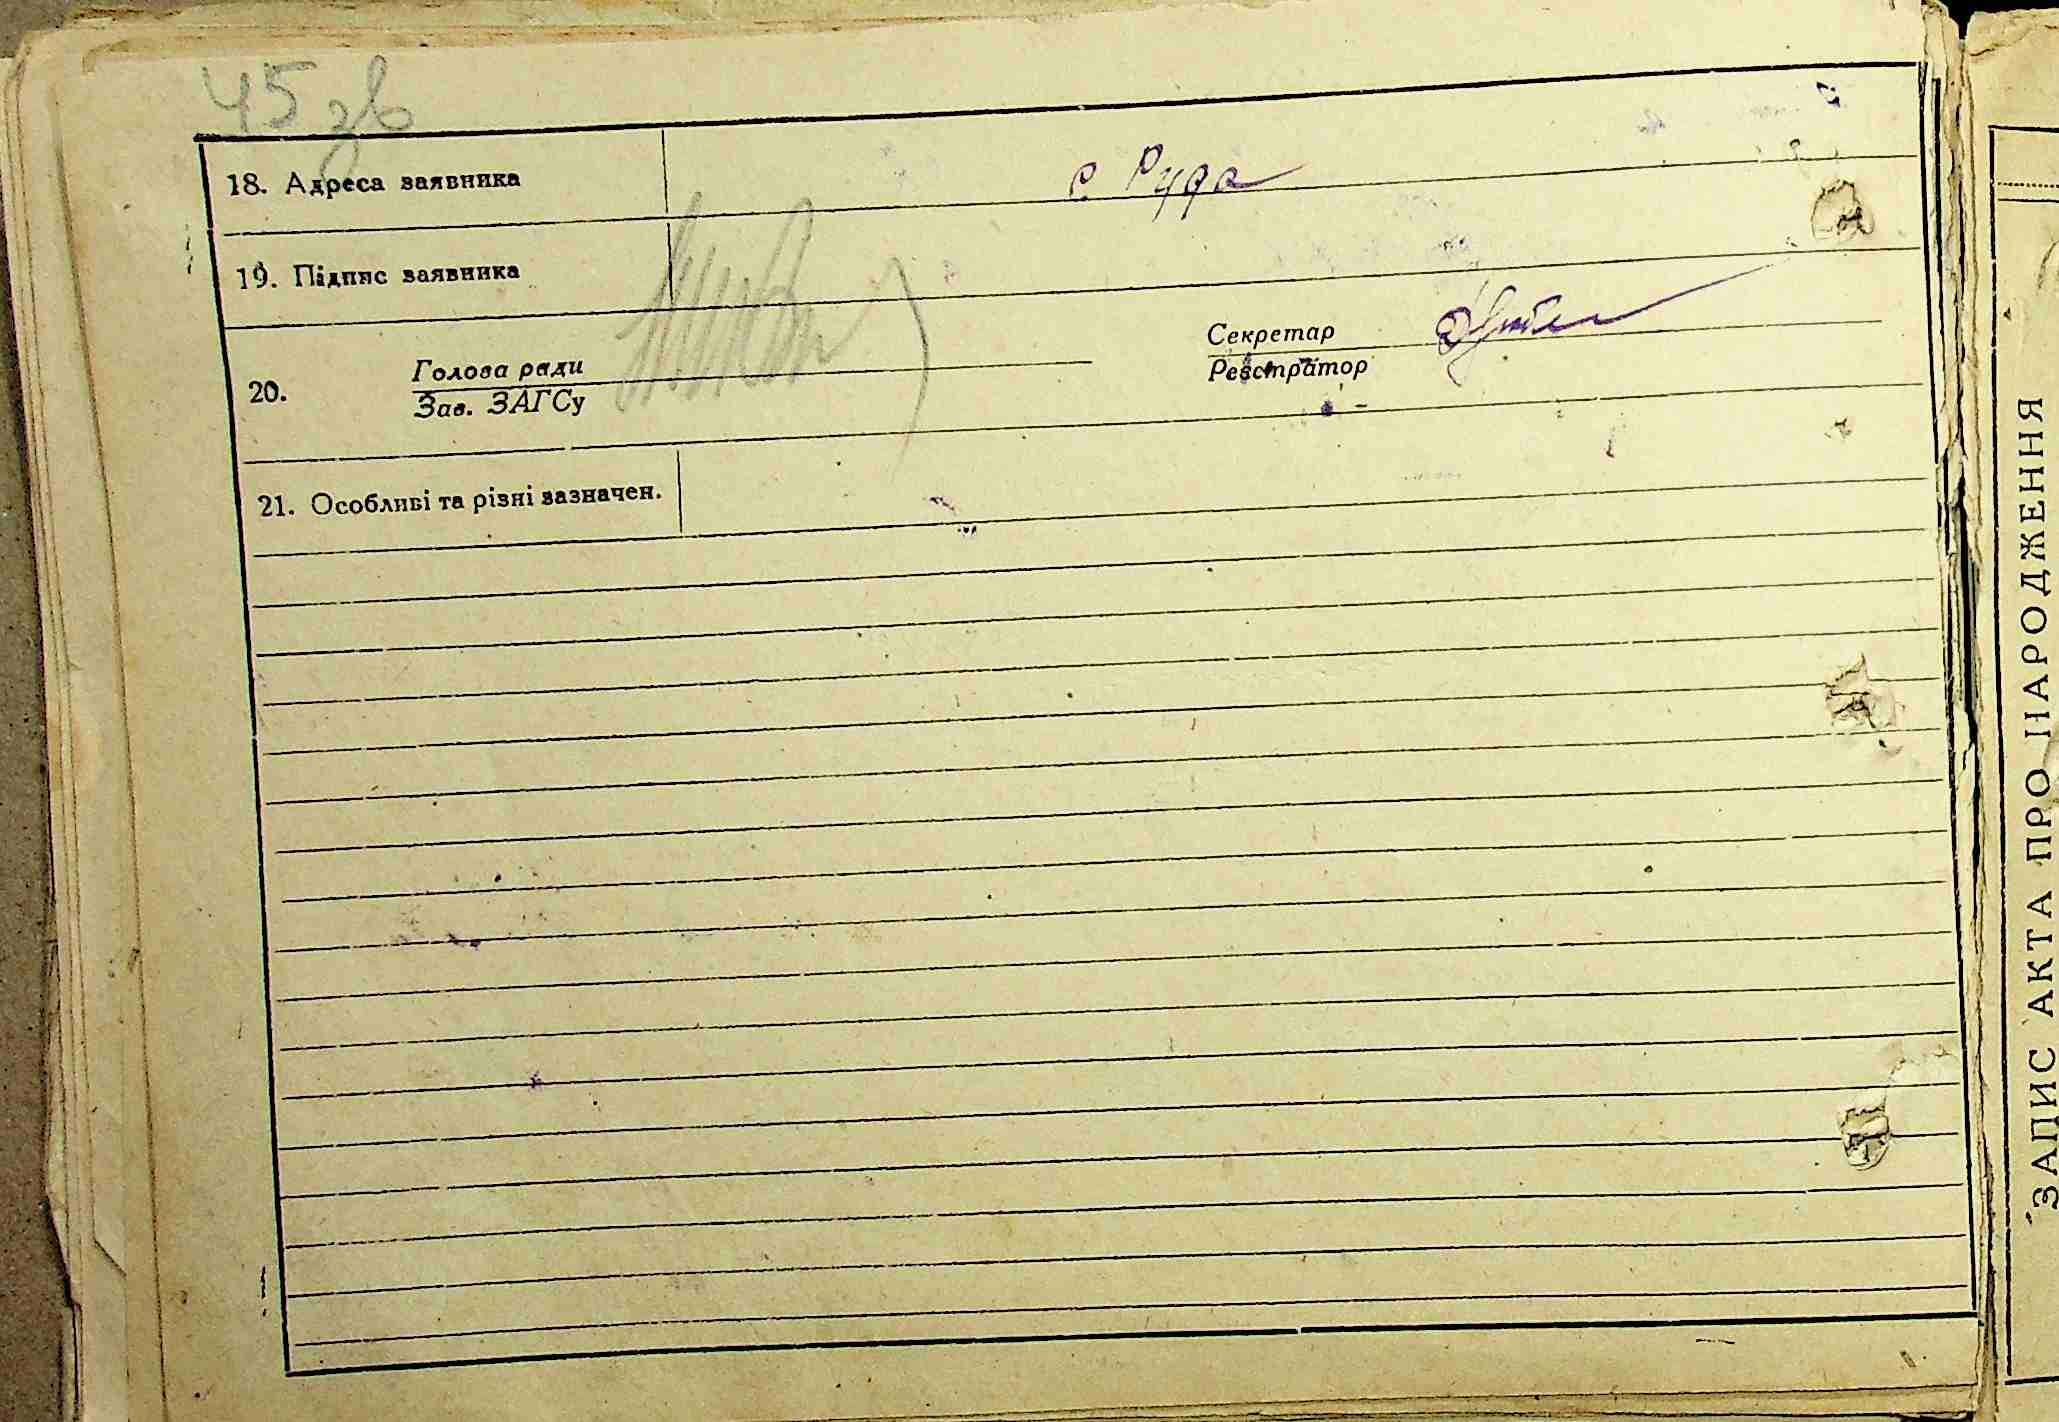 45 зв
18. Адреса заявника с Руда
19. Підпис заявника
20. Голова ради
Зав. ЗАГСу
Секретар
Реєстратор
21. Особливі та різні зазначен.
ЗАПИС АКТА ПРО НАРОДЖЕННЯ